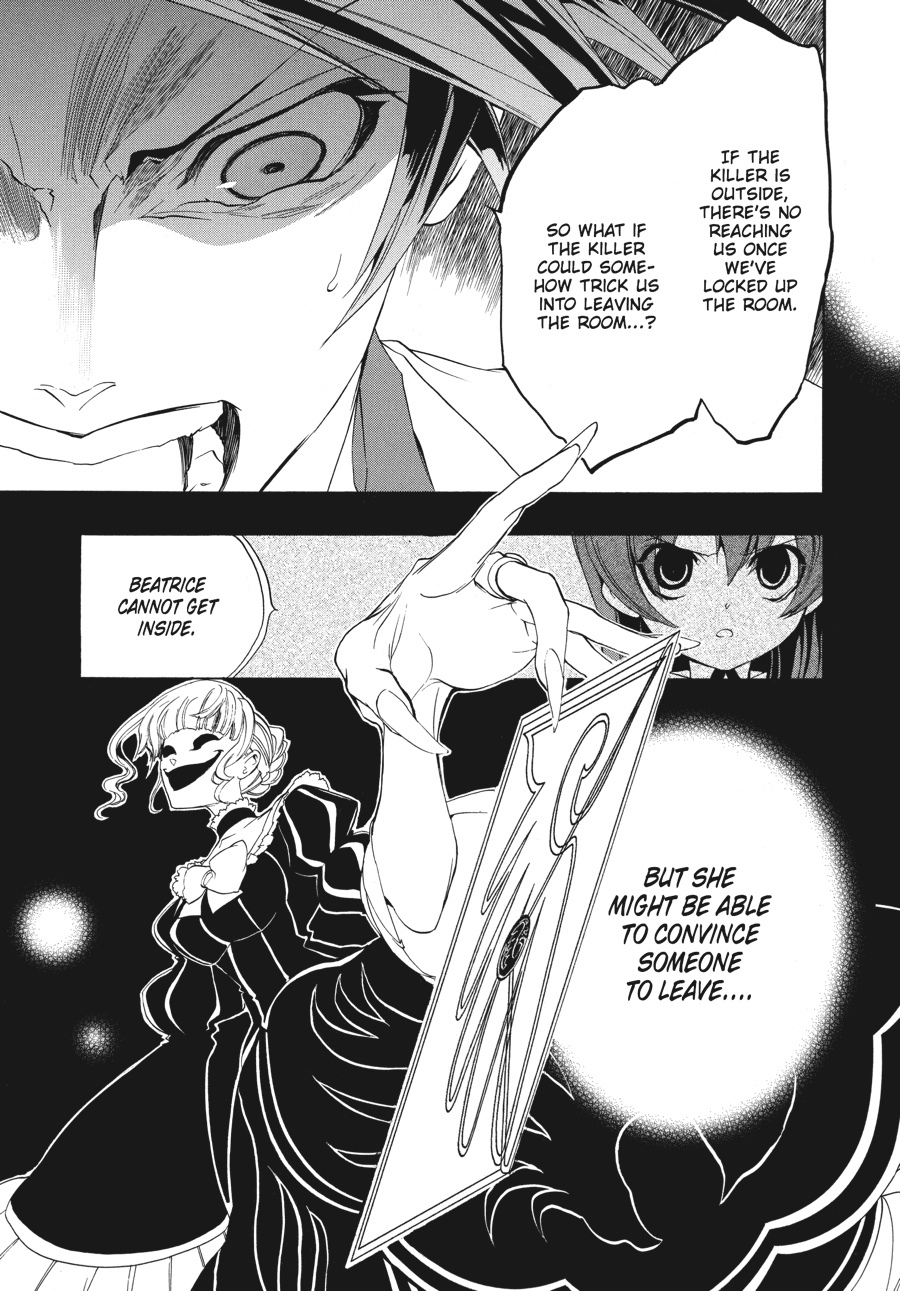 IF THE
KILLER IS
OUTSIDE,
THERE'S NO
REACHING
US ONCE
WE'VE
LOCKED UP
THE ROOM.
SO WHAT IF
THE KILLER
COULD SOME-
HOW TRICK US
INTO LEAVING
THE ROOM...?
BEATRICE
CANNOT GET
INSIDE.
BUT SHE
MIGHT BE ABLE
TO CONVINCE
SOMEONE
TO LEAVE....